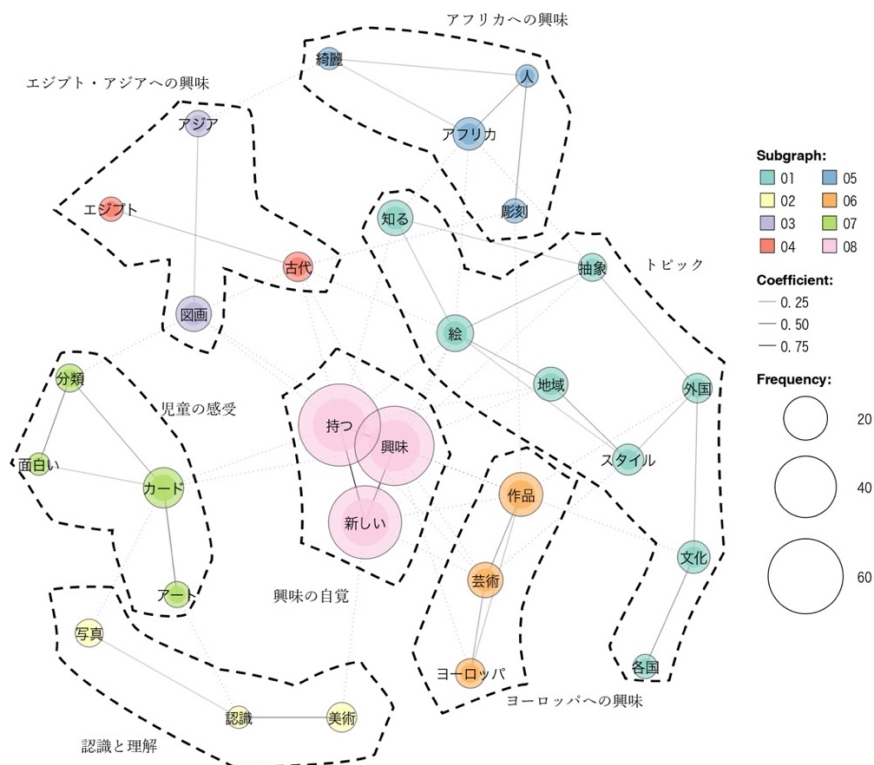 アフリカへの興味
綺麗
人
エジプト・アジアへの興味
アジア
アフリカ
エジプト
知る
彫刻
古代
抽象
トピック
図画
絵
分類
地域
外国
児童の感受
持つ
興味
面白い
カード
スタイル
作品
新しい
文化
芸術
アート
興味の自覚
写真
ヨーロッパ
各国
ヨーロッパへの興味
認識
美術
認識と理解
Subgraph:
01 05
02 06
03 07
04 08
Coefficient:
0.25
0.50
0.75
Frequency:
20
40
60